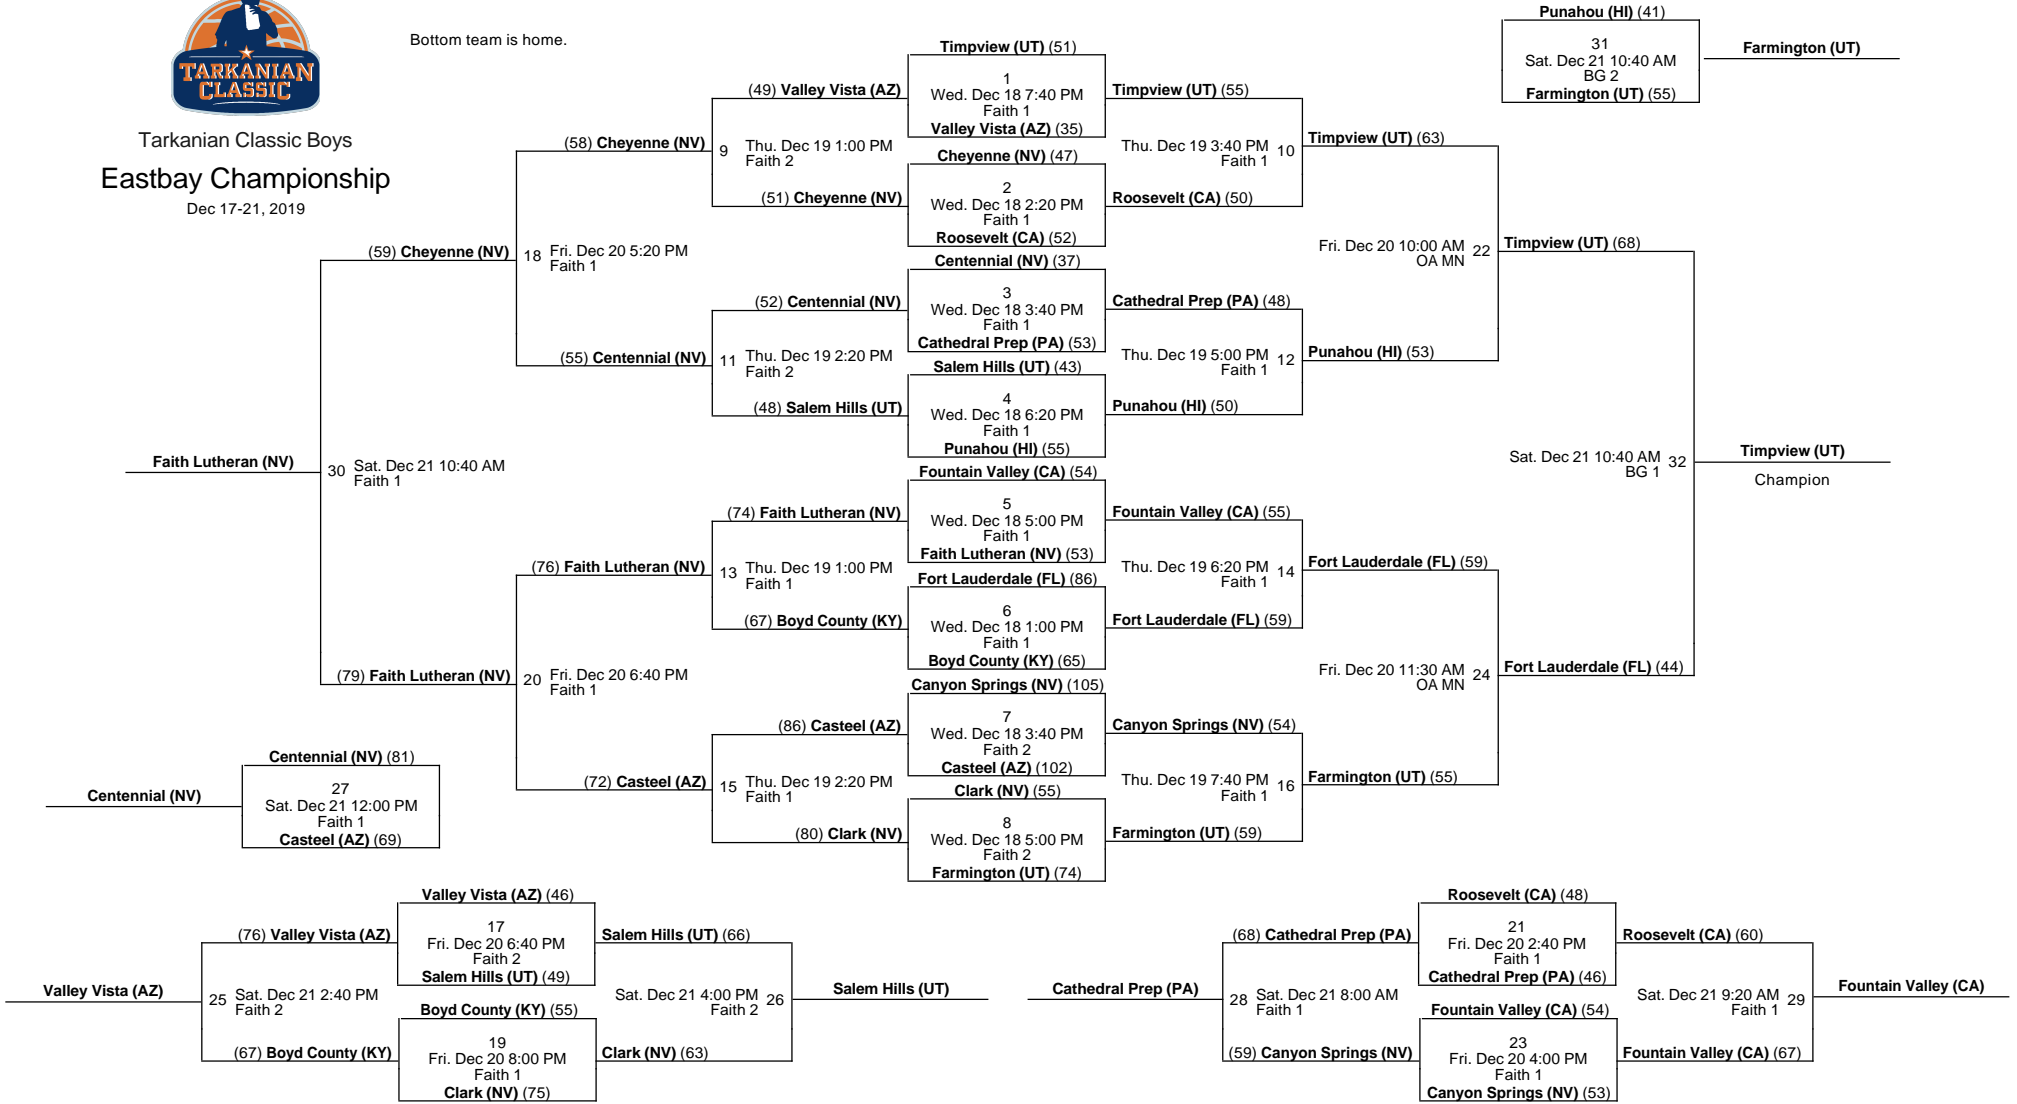 TARKANIAN
CLASSIC
Tarkanian Classic Boys
Eastbay Championship
Dec 17-21, 2019
Bottom team is home.
Timpview (UT) (51)
1
Wed. Dec 18 7:40 PM
Faith 1
Valley Vista (AZ) (35)
Cheyenne (NV) (47)
2
Wed. Dec 18 2:20 PM
Faith 1
Roosevelt (CA) (52)
Centennial (NV) (37)
3
Wed. Dec 18 3:40 PM
Faith 1
Cathedral Prep (PA) (53)
Salem Hills (UT) (43)
4
Wed. Dec 18 6:20 PM
Faith 1
Punahou (HI) (55)
Fountain Valley (CA) (54)
5
Wed. Dec 18 5:00 PM
Faith 1
Faith Lutheran (NV) (53)
Fort Lauderdale (FL) (86)
6
Wed. Dec 18 1:00 PM
Faith 1
Boyd County (KY) (65)
Canyon Springs (NV) (105)
7
Wed. Dec 18 3:40 PM
Faith 2
Casteel (AZ) (102)
Clark (NV) (55)
8
Wed. Dec 18 5:00 PM
Faith 2
Farmington (UT) (74)
(49) Valley Vista (AZ)
9 Thu. Dec 19 1:00 PM
Faith 2
(51) Cheyenne (NV)
(52) Centennial (NV)
11 Thu. Dec 19 2:20 PM
Faith 2
(48) Salem Hills (UT)
(74) Faith Lutheran (NV)
13 Thu. Dec 19 1:00 PM
Faith 1
(67) Boyd County (KY)
(86) Casteel (AZ)
15 Thu. Dec 19 2:20 PM
Faith 1
(80) Clark (NV)
(58) Cheyenne (NV)
18 Fri. Dec 20 5:20 PM
Faith 1
(55) Centennial (NV)
(76) Faith Lutheran (NV)
20 Fri. Dec 20 6:40 PM
Faith 1
(72) Casteel (AZ)
(59) Cheyenne (NV)
30 Sat. Dec 21 10:40 AM
Faith 1
(79) Faith Lutheran (NV)
Faith Lutheran (NV)
Timpview (UT) (55)
Thu. Dec 19 3:40 PM 10
Faith 1
Roosevelt (CA) (50)
Cathedral Prep (PA) (48)
Thu. Dec 19 5:00 PM 12
Faith 1
Punahou (HI) (50)
Fountain Valley (CA) (55)
Thu. Dec 19 6:20 PM 14
Faith 1
Fort Lauderdale (FL) (59)
Canyon Springs (NV) (54)
Thu. Dec 19 7:40 PM 16
Faith 1
Farmington (UT) (59)
Timpview (UT) (63)
Fri. Dec 20 10:00 AM 22
OA MN
Punahou (HI) (53)
Fort Lauderdale (FL) (59)
Fri. Dec 20 11:30 AM 24
OA MN
Farmington (UT) (55)
Timpview (UT) (68)
Sat. Dec 21 10:40 AM 32
BG 1
Fort Lauderdale (FL) (44)
Timpview (UT)
Champion
Punahou (HI) (41)
31
Sat. Dec 21 10:40 AM
BG 2
Farmington (UT) (55)
Farmington (UT)
Centennial (NV) (81)
27
Sat. Dec 21 12:00 PM
Faith 1
Casteel (AZ) (69)
Centennial (NV)
Valley Vista (AZ) (46)
17
Fri. Dec 20 6:40 PM
Faith 2
Salem Hills (UT) (49)
Boyd County (KY) (55)
19
Fri. Dec 20 8:00 PM
Faith 1
Clark (NV) (75)
(76) Valley Vista (AZ)
25 Sat. Dec 21 2:40 PM
Faith 2
(67) Boyd County (KY)
Valley Vista (AZ)
Salem Hills (UT) (66)
Sat. Dec 21 4:00 PM 26
Faith 2
Clark (NV) (63)
Salem Hills (UT)
Roosevelt (CA) (48)
21
Fri. Dec 20 2:40 PM
Faith 1
Cathedral Prep (PA) (46)
Fountain Valley (CA) (54)
23
Fri. Dec 20 4:00 PM
Faith 1
Canyon Springs (NV) (53)
(68) Cathedral Prep (PA)
28 Sat. Dec 21 8:00 AM
Faith 1
(59) Canyon Springs (NV)
Cathedral Prep (PA)
Roosevelt (CA) (60)
Sat. Dec 21 9:20 AM 29
Faith 1
Fountain Valley (CA) (67)
Fountain Valley (CA)